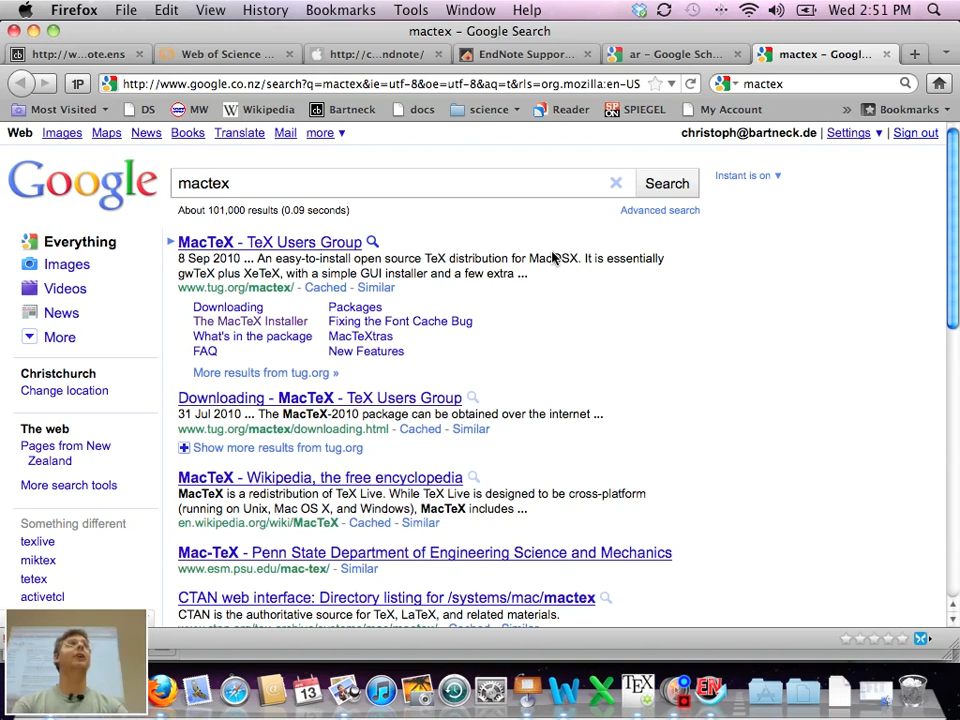 Firefox File Edit View History Bookmarks Tools Window Help Wed 2:51 PM
mactex – Google Search
http://w...ote.ens Web of Science ... http://c...ndnote/ EndNote Suppor... ar – Google Sch... mactex – Googl...
1P http://www.google.co.nz/search?q=mactex&ie=utf-8&oe=utf-8&aq=t&rls=org.mozilla:en-US mactex
Most Visited DS MW Wikipedia Bartneck docs science Reader SPIEGEL My Account » Bookmarks
Web Images Maps News Books Translate Mail more christoph@bartneck.de | Settings | Sign out
Google mactex Search Instant is on
About 101,000 results (0.09 seconds) Advanced search
Everything
Images
Videos
News
More
Christchurch
Change location
The web
Pages from New
Zealand
More search tools
Something different
texlive
miktex
tetex
activetcl
MacTeX - TeX Users Group
8 Sep 2010 ... An easy-to-install open source TeX distribution for MacOSX. It is essentially
gwTeX plus XeTeX, with a simple GUI installer and a few extra ...
www.tug.org/mactex/ - Cached - Similar
Downloading Packages
The MacTeX Installer Fixing the Font Cache Bug
What's in the package MacTeXtras
FAQ New Features
More results from tug.org »
Downloading - MacTeX - TeX Users Group
31 Jul 2010 ... The MacTeX-2010 package can be obtained over the internet ...
www.tug.org/mactex/downloading.html - Cached - Similar
Show more results from tug.org
MacTeX - Wikipedia, the free encyclopedia
MacTeX is a redistribution of TeX Live. While TeX Live is designed to be cross-platform
(running on Unix, Mac OS X, and Windows), MacTeX includes ...
en.wikipedia.org/wiki/MacTeX - Cached - Similar
Mac-TeX - Penn State Department of Engineering Science and Mechanics
www.esm.psu.edu/mac-tex/ - Similar
CTAN web interface: Directory listing for /systems/mac/mactex
CTAN is the authoritative source for TeX, LaTeX, and related materials.
13 TEX EN